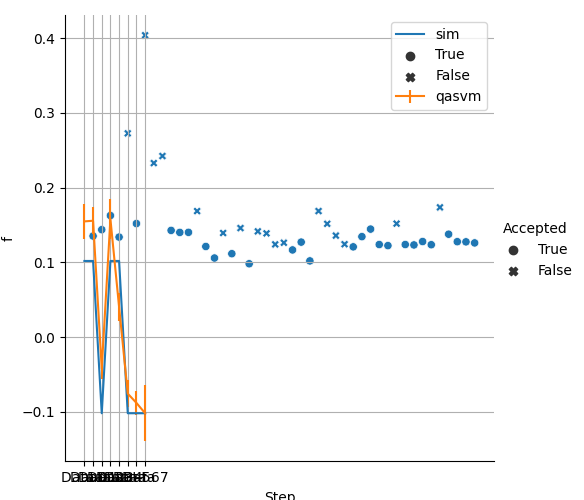 0.4
0.3
0.2
0.1
0.0
−0.1
f
sim
True
False
qasvm
Accepted
True
False
Step